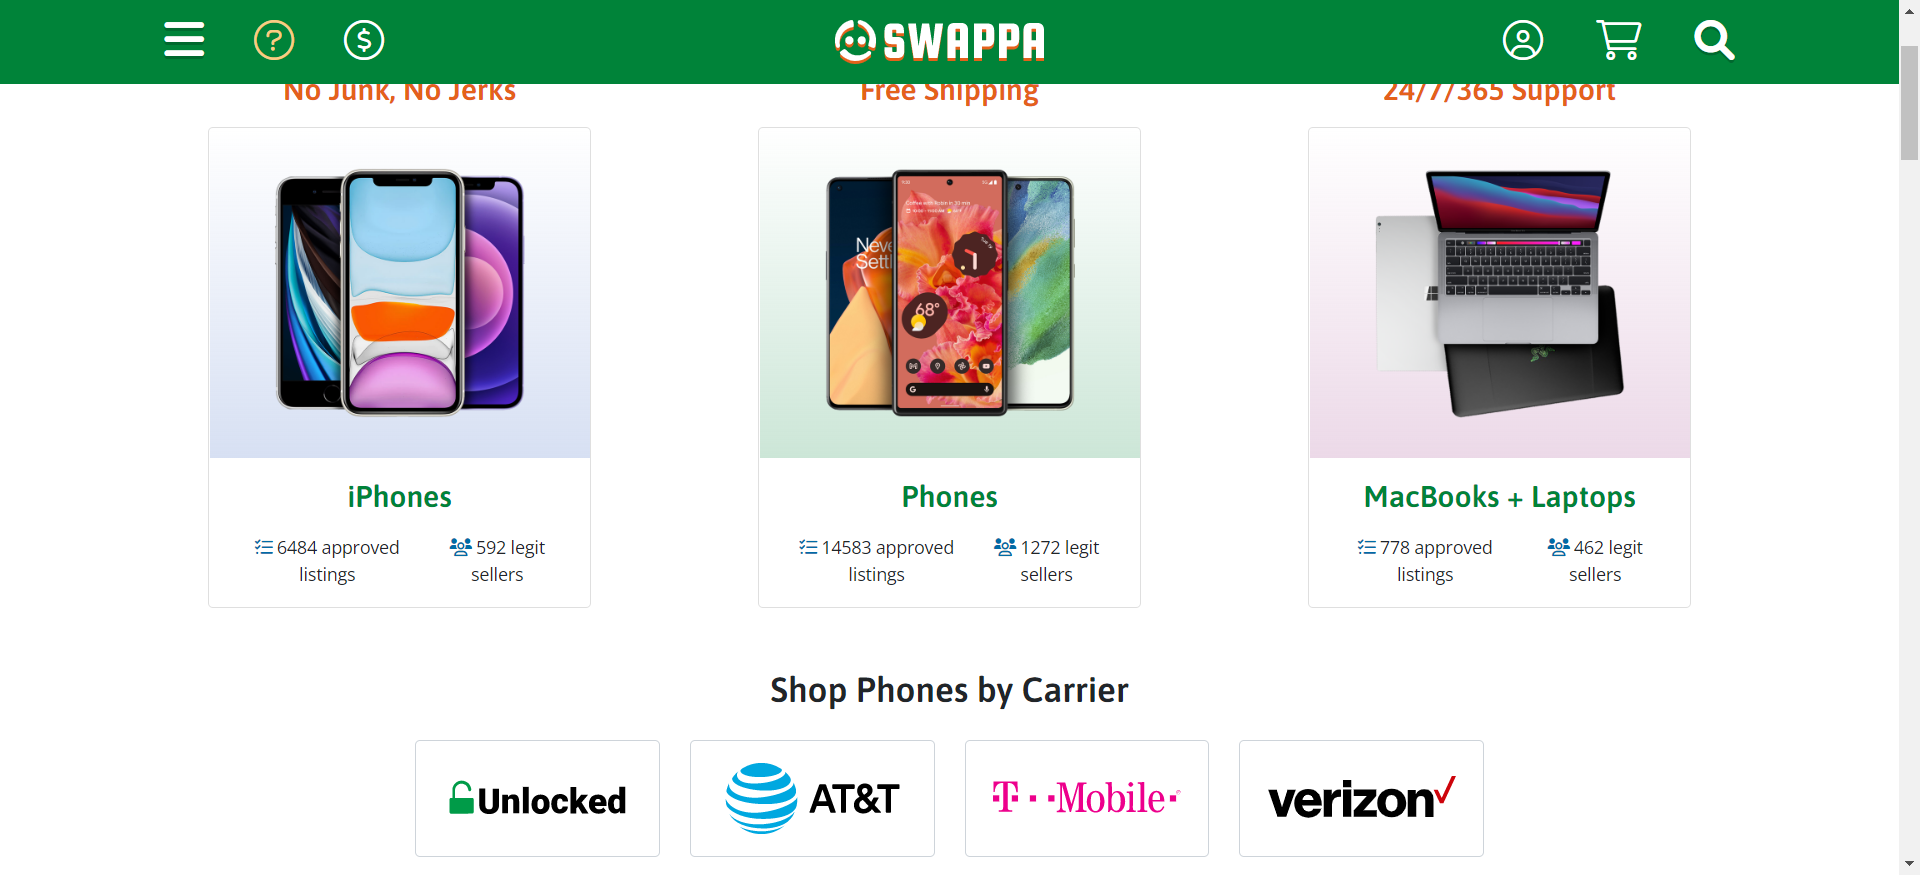 SWAPPA
No Junk, No Jerks
Free Shipping
24/7/365 Support
Never
Settl
68°
iPhones
6484 approved
listings
592 legit
sellers
Phones
14583 approved
listings
1272 legit
sellers
MacBooks + Laptops
778 approved
listings
462 legit
sellers
Shop Phones by Carrier
Unlocked
AT&T
T··Mobile·
verizon✓